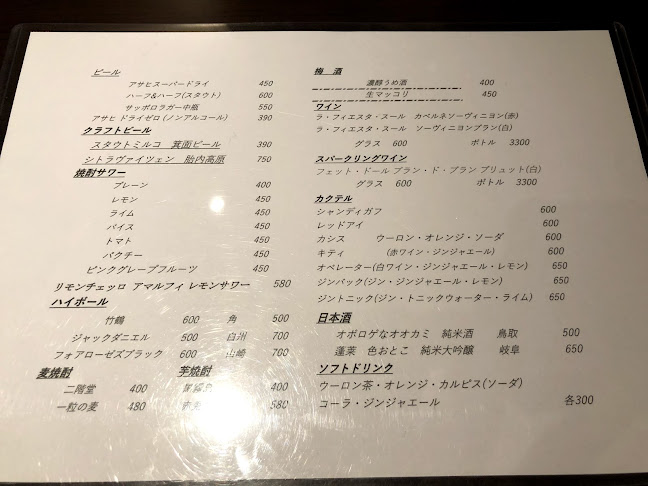 ビール
アサヒスーパードライ 450
ハーフ&ハーフ(スタウト) 600
サッポロラガー中瓶 550
アサヒ ドライゼロ(ノンアルコール) 390
クラフトビール
スタウトミルコ 箕面ビール 390
シトラヴァイツェン 胎内高原 750
焼酎サワー
プレーン 400
レモン 450
ライム 450
バイス 450
トマト 450
パクチー 450
ピンクグレープフルーツ 450
リモンチェッロ アマルフィ レモンサワー 580
ハイボール
竹鶴 600 角 500
ジャックダニエル 500 白州 700
フォアローゼズブラック 600 山崎 700
麦焼酎 芋焼酎
二階堂 400 400
一粒の麦 480 580
梅 酒
濃醇うめ酒 400
生マッコリ 450
ワイン
ラ・フィエスタ・スール カベルネソーヴィニヨン(赤)
ラ・フィエスタ・スール ソーヴィニヨンブラン(白)
グラス 600 ボトル 3300
スパークリングワイン
フェット・ドール ブラン・ド・ブラン ブリュット(白)
グラス 600 ボトル 3300
カクテル
シャンディガフ 600
レッドアイ 600
カシス ウーロン・オレンジ・ソーダ 600
キティ (赤ワイン・ジンジャエール) 600
オペレーター(白ワイン・ジンジャエール・レモン) 650
ジンバック(ジン・ジンジャエール・レモン) 650
ジントニック(ジン・トニックウォーター・ライム) 650
日本酒
オボロゲなオオカミ 純米酒 鳥取 500
蓬莱 色おとこ 純米大吟醸 岐阜 650
ソフトドリンク
ウーロン茶・オレンジ・カルピス(ソーダ)
コーラ・ジンジャエール 各300